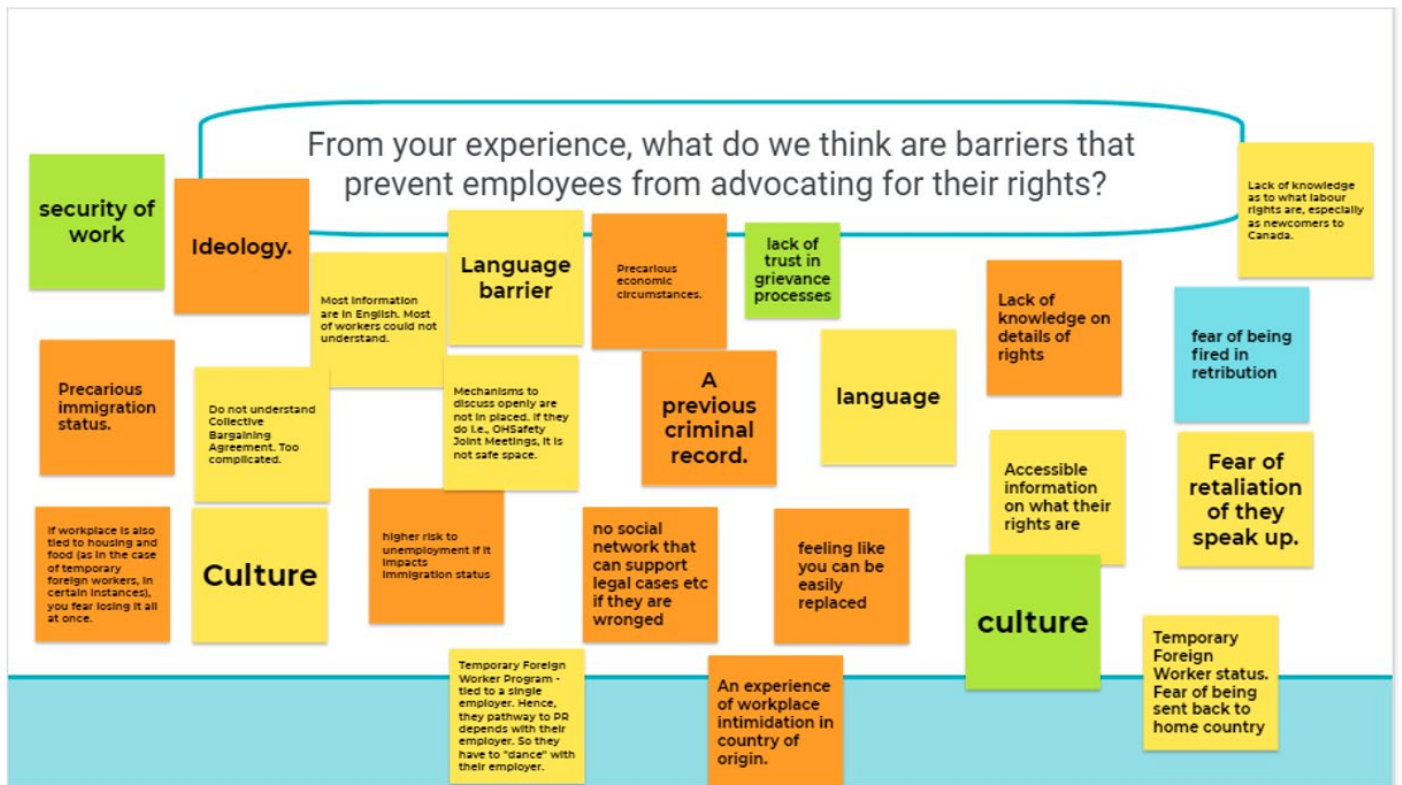 From your experience, what do we think are barriers that
prevent employees from advocating for their rights?
security of
work
Ideology.
Most information
are in English. Most
of workers could not
understand.
Language
barrier
Precarious
economic
circumstances.
lack of
trust in
grievance
processes
Lack of knowledge
as to what labour
rights are, especially
as newcomers to
Canada.
Precarious
immigration
status.
Do not understand
Collective
Bargaining
Agreement. Too
complicated.
Mechanisms to
discuss openly are
not in placed. If they
do i.e., OHSafety
Joint Meetings, it is
not safe space.
A
previous
criminal
record.
language
Lack of
knowledge on
details of
rights
fear of being
fired in
retribution
If workplace is also
tied to housing and
food (as in the case
of temporary
foreign workers, in
certain instances),
you fear losing it all
at once.
Culture
higher risk to
unemployment if it
impacts
immigration status
no social
network that
can support
legal cases etc
if they are
wronged
feeling like
you can be
easily
replaced
Accessible
information
on what their
rights are
Fear of
retaliation
of they
speak up.
culture
Temporary Foreign
Worker Program -
tied to a single
employer. Hence,
they pathway to PR
depends with their
employer. So they
have to "dance" with
their employer.
An experience
of workplace
intimidation in
country of
origin.
Temporary
Foreign
Worker status.
Fear of being
sent back to
home country